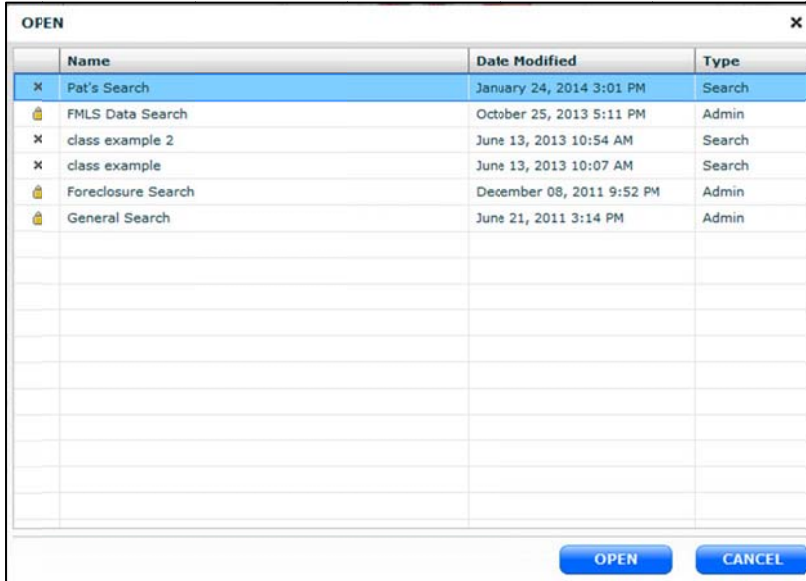 OPEN
Name Date Modified Type
Pat's Search January 24, 2014 3:01 PM Search
FMLS Data Search October 25, 2013 5:11 PM Admin
class example 2 June 13, 2013 10:54 AM Search
class example June 13, 2013 10:07 AM Search
Foreclosure Search December 08, 2011 9:52 PM Admin
General Search June 21, 2011 3:14 PM Admin
OPEN CANCEL